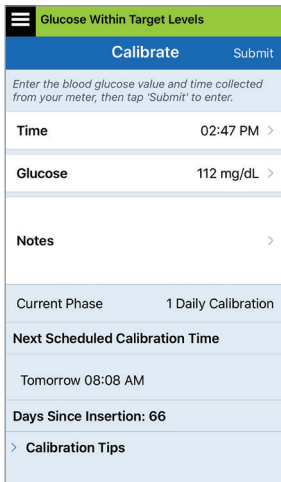 Glucose Within Target Levels
Calibrate Submit
Enter the blood glucose value and time collected
from your meter, then tap 'Submit' to enter.
Time 02:47 PM
Glucose 112 mg/dL
Notes
Current Phase 1 Daily Calibration
Next Scheduled Calibration Time
Tomorrow 08:08 AM
Days Since Insertion: 66
Calibration Tips